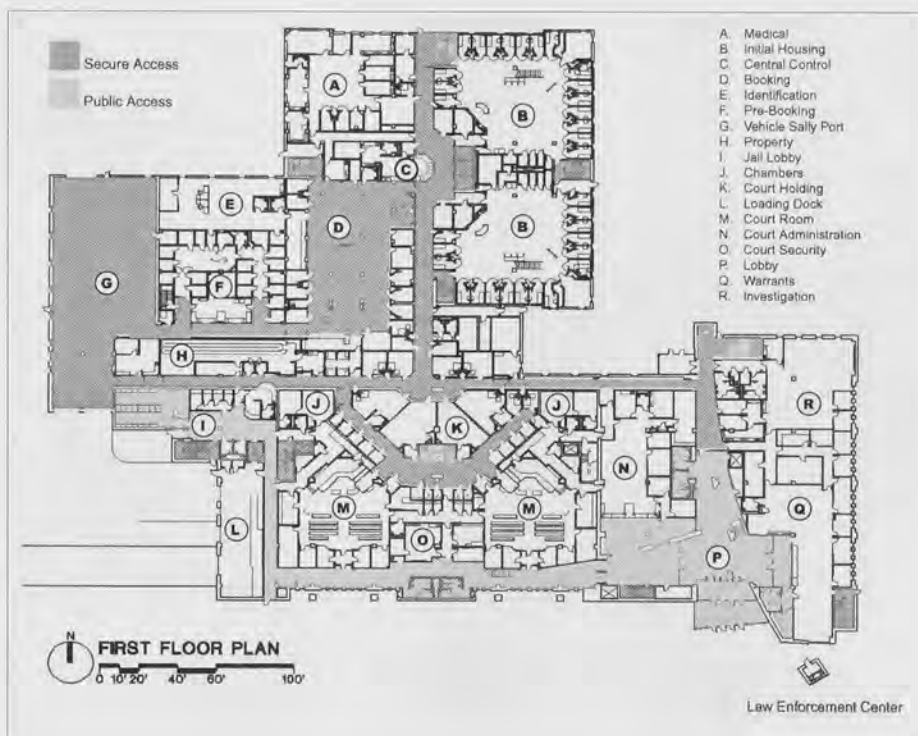 Secure Access
Public Access
A. Medical
B Initial Housing
C. Central Control
D. Booking
E. Identification
F. Pre-Booking
G. Vehicle Sally Port
H. Property
I. Jail Lobby
J. Chambers
K. Court Holding
L. Loading Dock
M. Court Room
N. Court Administration
O. Court Security
P. Lobby
Q. Warrants
R. Investigation
A
B
C
E
D
B
F
G
H
J
J
I
K
R
N
M
M
Q
L
O
P
N
FIRST FLOOR PLAN
0 10' 20' 40' 60' 100'
Law Enforcement Center